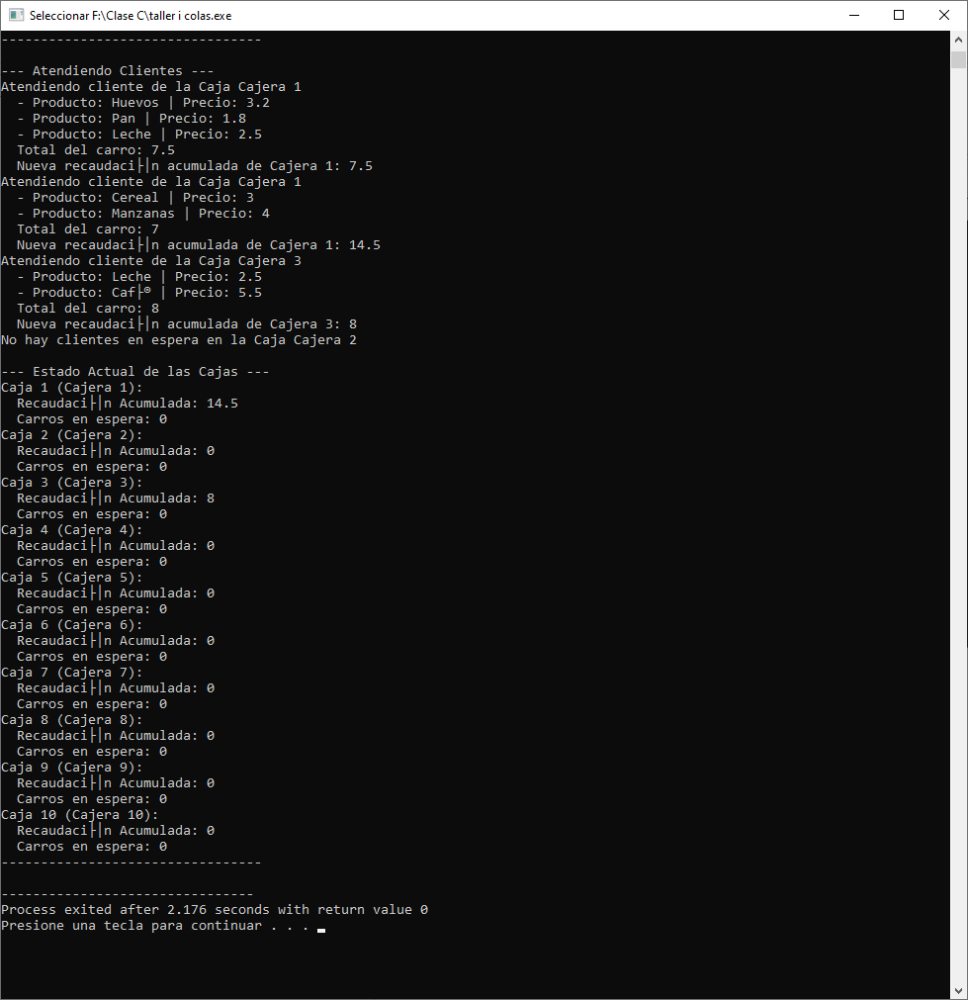 Seleccionar F:\Clase C\taller i colas.exe
---------------------------------
--- Atendiendo Clientes ---
Atendiendo cliente de la Caja Cajera 1
  - Producto: Huevos | Precio: 3.2
  - Producto: Pan | Precio: 1.8
  - Producto: Leche | Precio: 2.5
  Total del carro: 7.5
  Nueva recaudaci├│n acumulada de Cajera 1: 7.5
Atendiendo cliente de la Caja Cajera 1
  - Producto: Cereal | Precio: 3
  - Producto: Manzanas | Precio: 4
  Total del carro: 7
  Nueva recaudaci├│n acumulada de Cajera 1: 14.5
Atendiendo cliente de la Caja Cajera 3
  - Producto: Leche | Precio: 2.5
  - Producto: Caf├® | Precio: 5.5
  Total del carro: 8
  Nueva recaudaci├│n acumulada de Cajera 3: 8
No hay clientes en espera en la Caja Cajera 2
--- Estado Actual de las Cajas ---
Caja 1 (Cajera 1):
  Recaudaci├│n Acumulada: 14.5
  Carros en espera: 0
Caja 2 (Cajera 2):
  Recaudaci├│n Acumulada: 0
  Carros en espera: 0
Caja 3 (Cajera 3):
  Recaudaci├│n Acumulada: 8
  Carros en espera: 0
Caja 4 (Cajera 4):
  Recaudaci├│n Acumulada: 0
  Carros en espera: 0
Caja 5 (Cajera 5):
  Recaudaci├│n Acumulada: 0
  Carros en espera: 0
Caja 6 (Cajera 6):
  Recaudaci├│n Acumulada: 0
  Carros en espera: 0
Caja 7 (Cajera 7):
  Recaudaci├│n Acumulada: 0
  Carros en espera: 0
Caja 8 (Cajera 8):
  Recaudaci├│n Acumulada: 0
  Carros en espera: 0
Caja 9 (Cajera 9):
  Recaudaci├│n Acumulada: 0
  Carros en espera: 0
Caja 10 (Cajera 10):
  Recaudaci├│n Acumulada: 0
  Carros en espera: 0
---------------------------------
--------------------------------
Process exited after 2.176 seconds with return value 0
Presione una tecla para continuar . . .